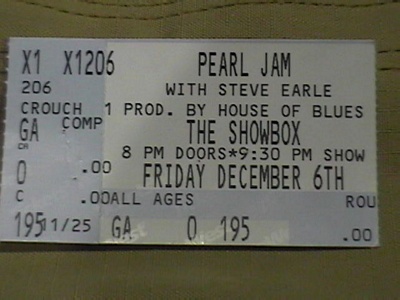 X1 X1206 PEARL JAM
206 WITH STEVE EARLE
CROUCH 1 PROD. BY HOUSE OF BLUES
GA COMP THE SHOWBOX
CA 8 PM DOORS*9:30 PM SHOW
0 .00 FRIDAY DECEMBER 6TH
C .00 ALL AGES ROU
195 11/25 GA 0 195 .00